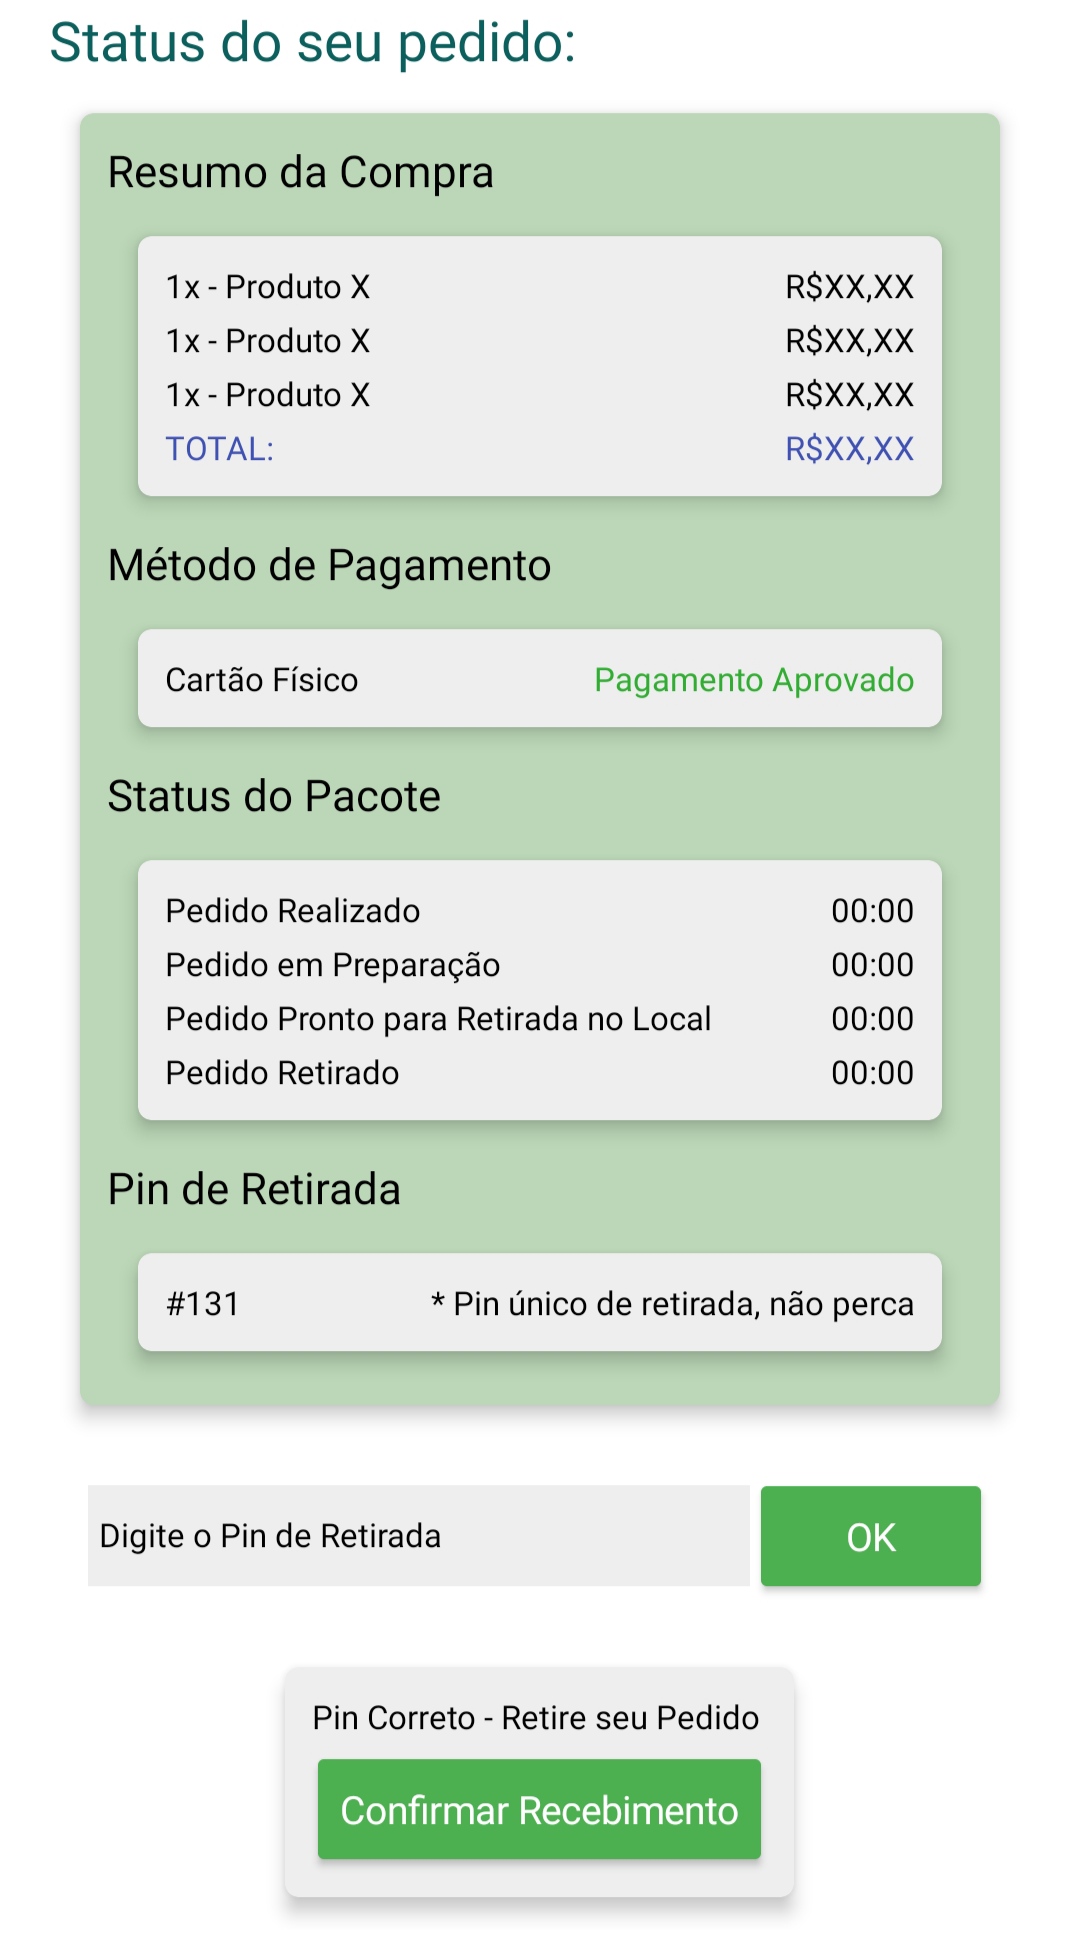 Status do seu pedido:
Resumo da Compra
1x - Produto X R$XX,XX
1x - Produto X R$XX,XX
1x - Produto X R$XX,XX
TOTAL: R$XX,XX
Método de Pagamento
Cartão Físico Pagamento Aprovado
Status do Pacote
Pedido Realizado 00:00
Pedido em Preparação 00:00
Pedido Pronto para Retirada no Local 00:00
Pedido Retirado 00:00
Pin de Retirada
#131 * Pin único de retirada, não perca
Digite o Pin de Retirada OK
Pin Correto - Retire seu Pedido
Confirmar Recebimento